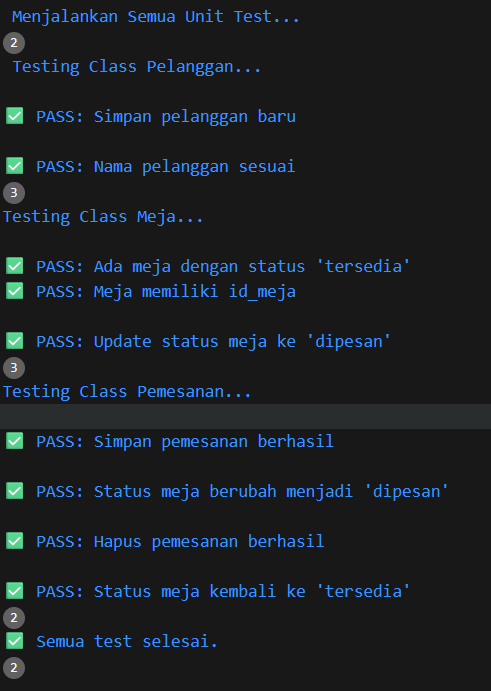 Menjalankan Semua Unit Test...
2
Testing Class Pelanggan...
✅ PASS: Simpan pelanggan baru
✅ PASS: Nama pelanggan sesuai
3
Testing Class Meja...
✅ PASS: Ada meja dengan status 'tersedia'
✅ PASS: Meja memiliki id_meja
✅ PASS: Update status meja ke 'dipesan'
3
Testing Class Pemesanan...
✅ PASS: Simpan pemesanan berhasil
✅ PASS: Status meja berubah menjadi 'dipesan'
✅ PASS: Hapus pemesanan berhasil
✅ PASS: Status meja kembali ke 'tersedia'
2
✅ Semua test selesai.
2